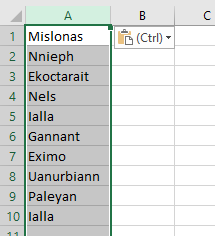 A B C
1 Mislonas (Ctrl)
2 Nnieph
3 Ekoctarait
4 Nels
5 Ialla
6 Gannant
7 Eximo
8 Uanurbiann
9 Paleyan
10 Ialla